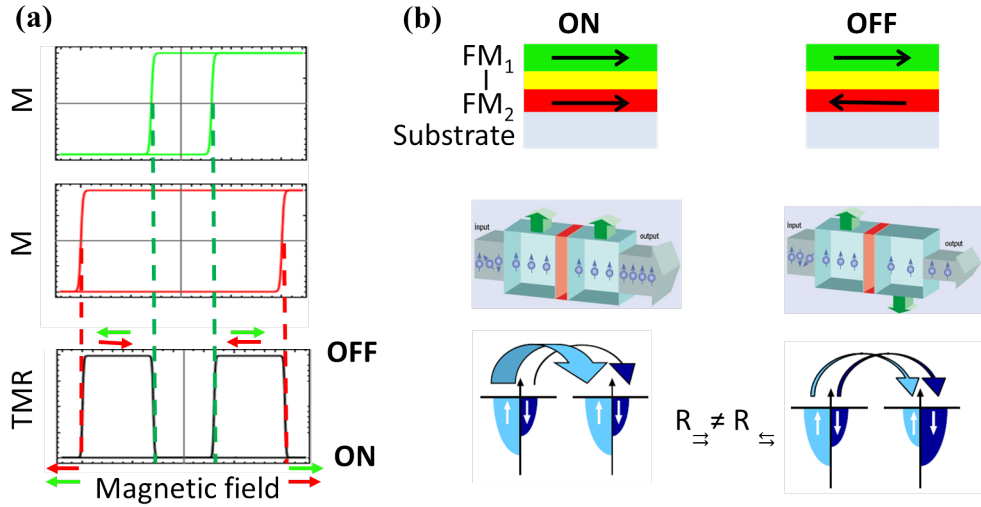 (a)
M
M
OFF
TMR
ON
Magnetic field
(b)
ON
OFF
FM₁
I
FM₂
Substrate
input
output
input
output
R⇉ ≠ R⇆